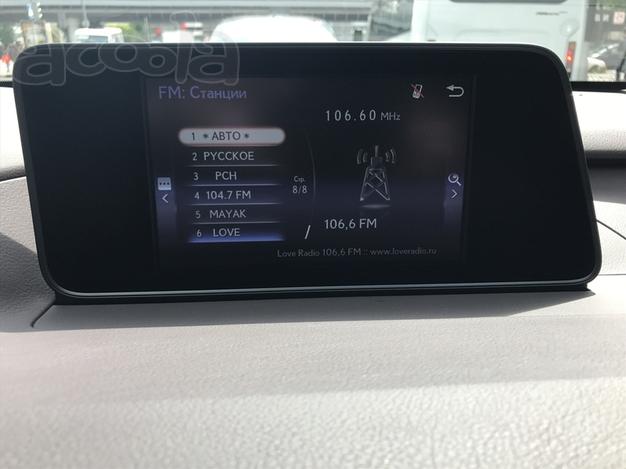 acoola
FM: Станции
106.60 MHz
1 * АВТО *
2 РУССКОЕ
3 РСН
4 104.7 FM
5 MAYAK
6 LOVE
Стр.
8/8
106,6 FM
Love Radio 106,6 FM :: www.loveradio.ru